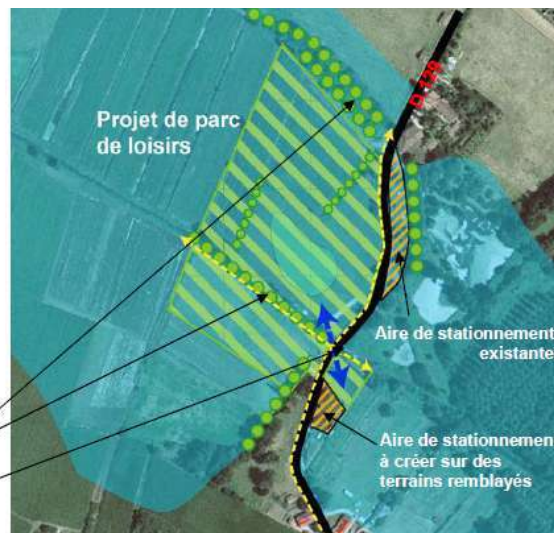 D 129
Projet de parc
de loisirs
Aire de stationnement
existante
Aire de stationnemen
à créer sur des
terrains remblayés